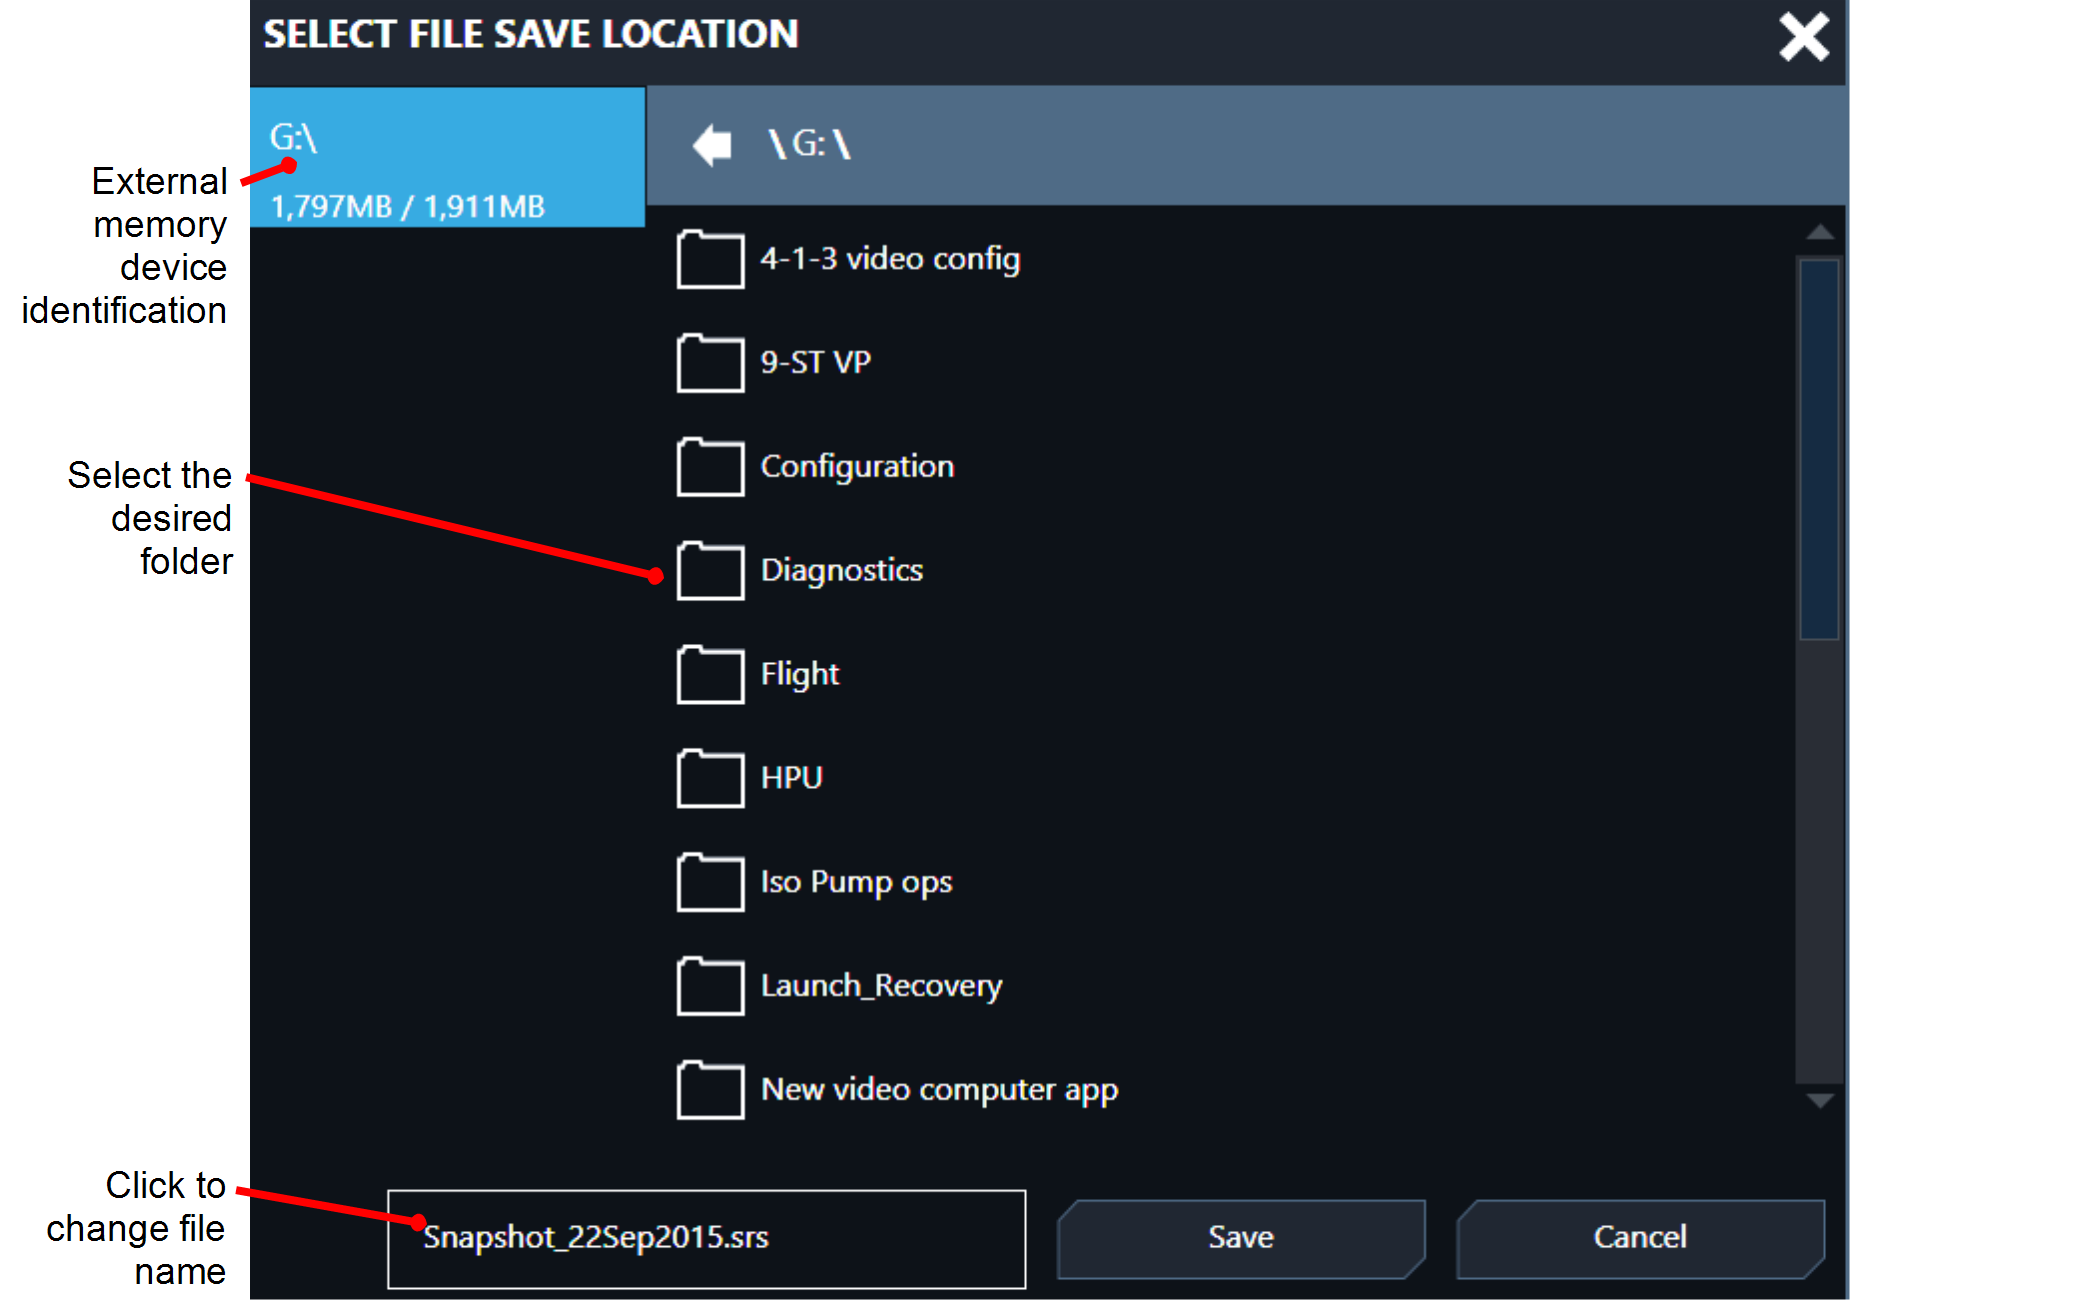 SELECT FILE SAVE LOCATION
G:\
1,797MB / 1,911MB
\ G: \
External
memory
device
identification
4-1-3 video config
9-ST VP
Configuration
Select the
desired
folder
Diagnostics
Flight
HPU
Iso Pump ops
Launch_Recovery
New video computer app
Click to
change file
name
Snapshot_22Sep2015.srs
Save
Cancel